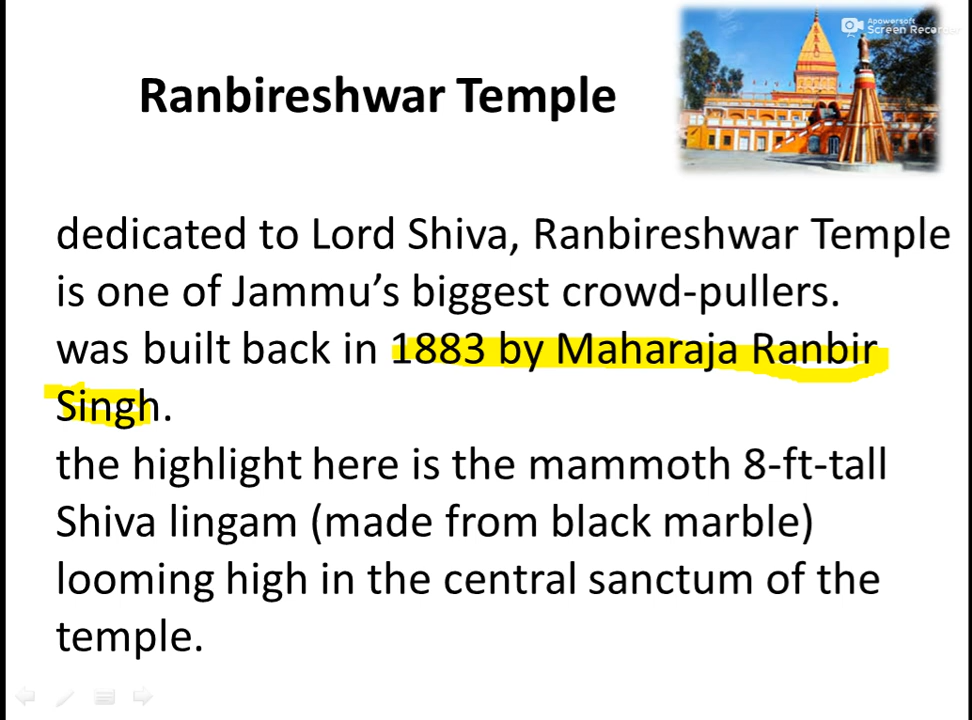 Apowersoft
Screen Recorder
Ranbireshwar Temple
dedicated to Lord Shiva, Ranbireshwar Temple
is one of Jammu’s biggest crowd-pullers.
was built back in 1883 by Maharaja Ranbir
Singh.
the highlight here is the mammoth 8-ft-tall
Shiva lingam (made from black marble)
looming high in the central sanctum of the
temple.